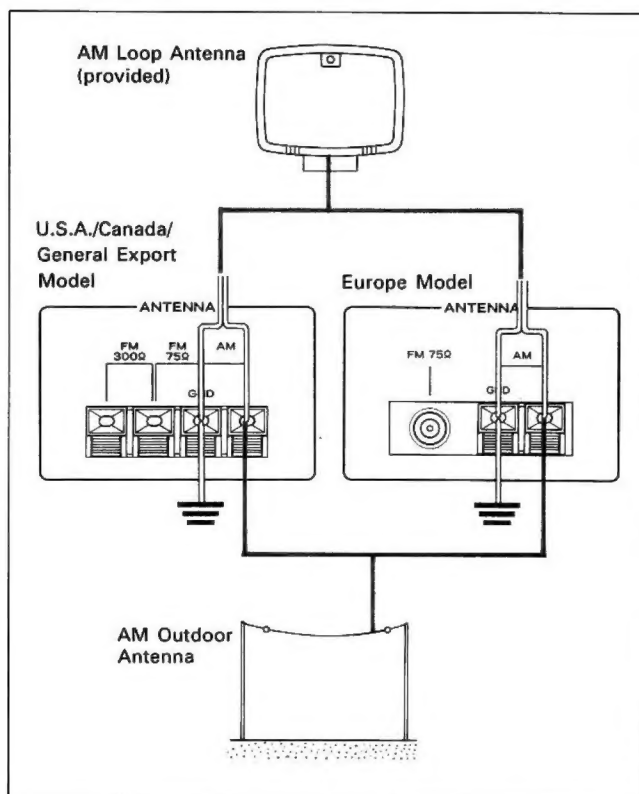 AM Loop Antenna
(provided)
U.S.A./Canada/
General Export
Model
Europe Model
ANTENNA
FM
300Ω
FM
75Ω
AM
GND
ANTENNA
FM 75Ω
AM
GND
AM Outdoor
Antenna